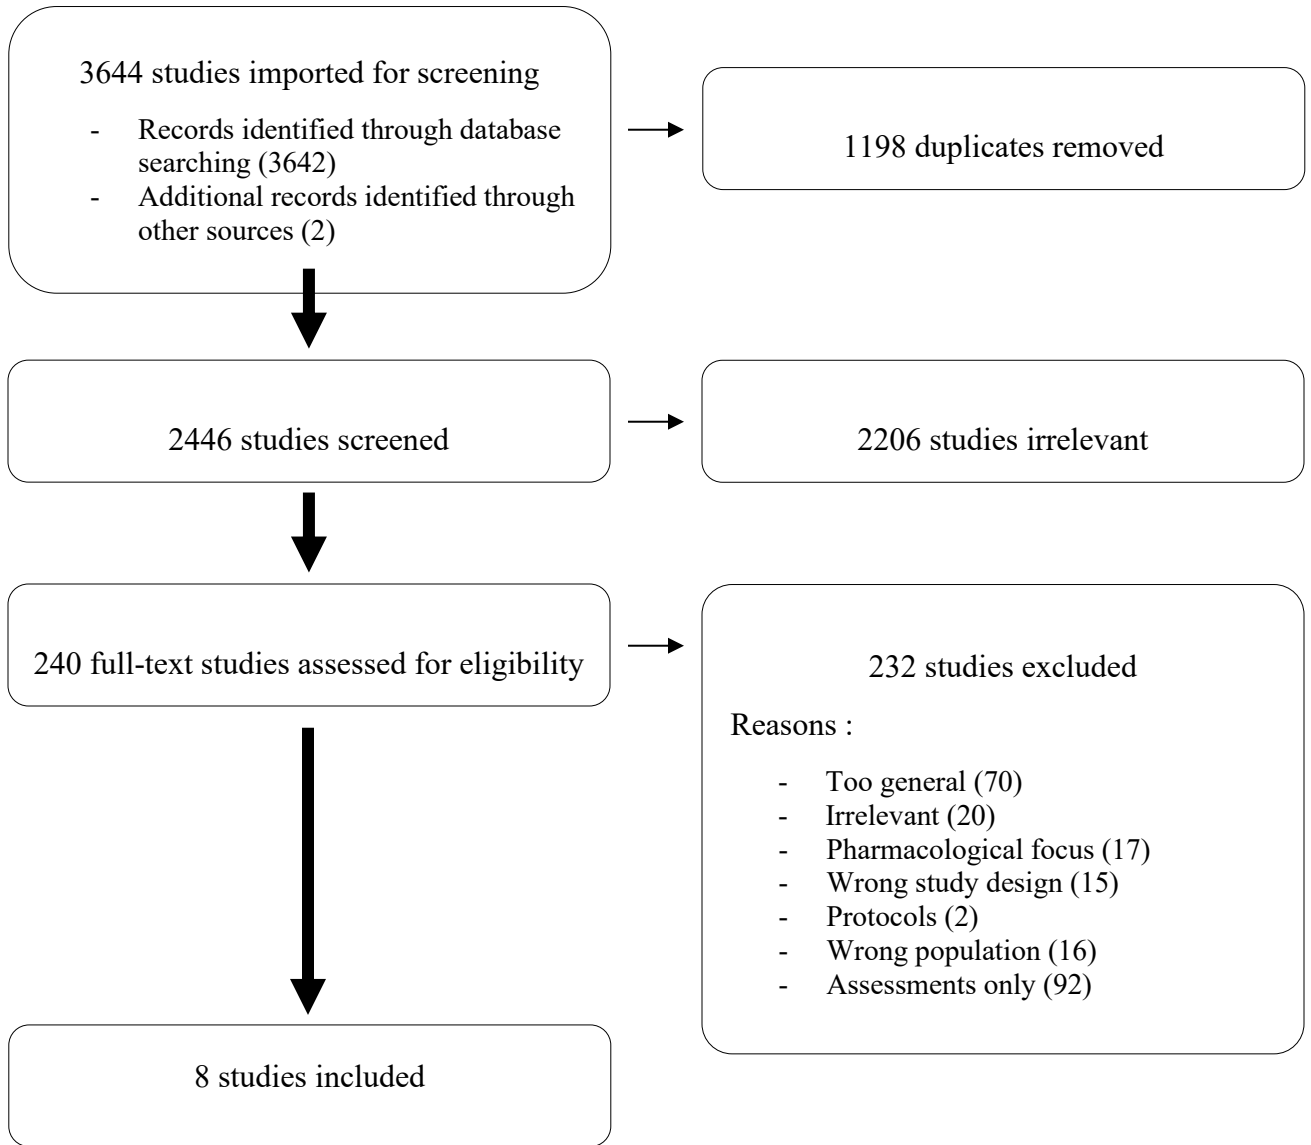 3644 studies imported for screening
- Records identified through database
searching (3642)
- Additional records identified through
other sources (2)
1198 duplicates removed
2446 studies screened
2206 studies irrelevant
240 full-text studies assessed for eligibility
232 studies excluded
Reasons :
- Too general (70)
- Irrelevant (20)
- Pharmacological focus (17)
- Wrong study design (15)
- Protocols (2)
- Wrong population (16)
- Assessments only (92)
8 studies included